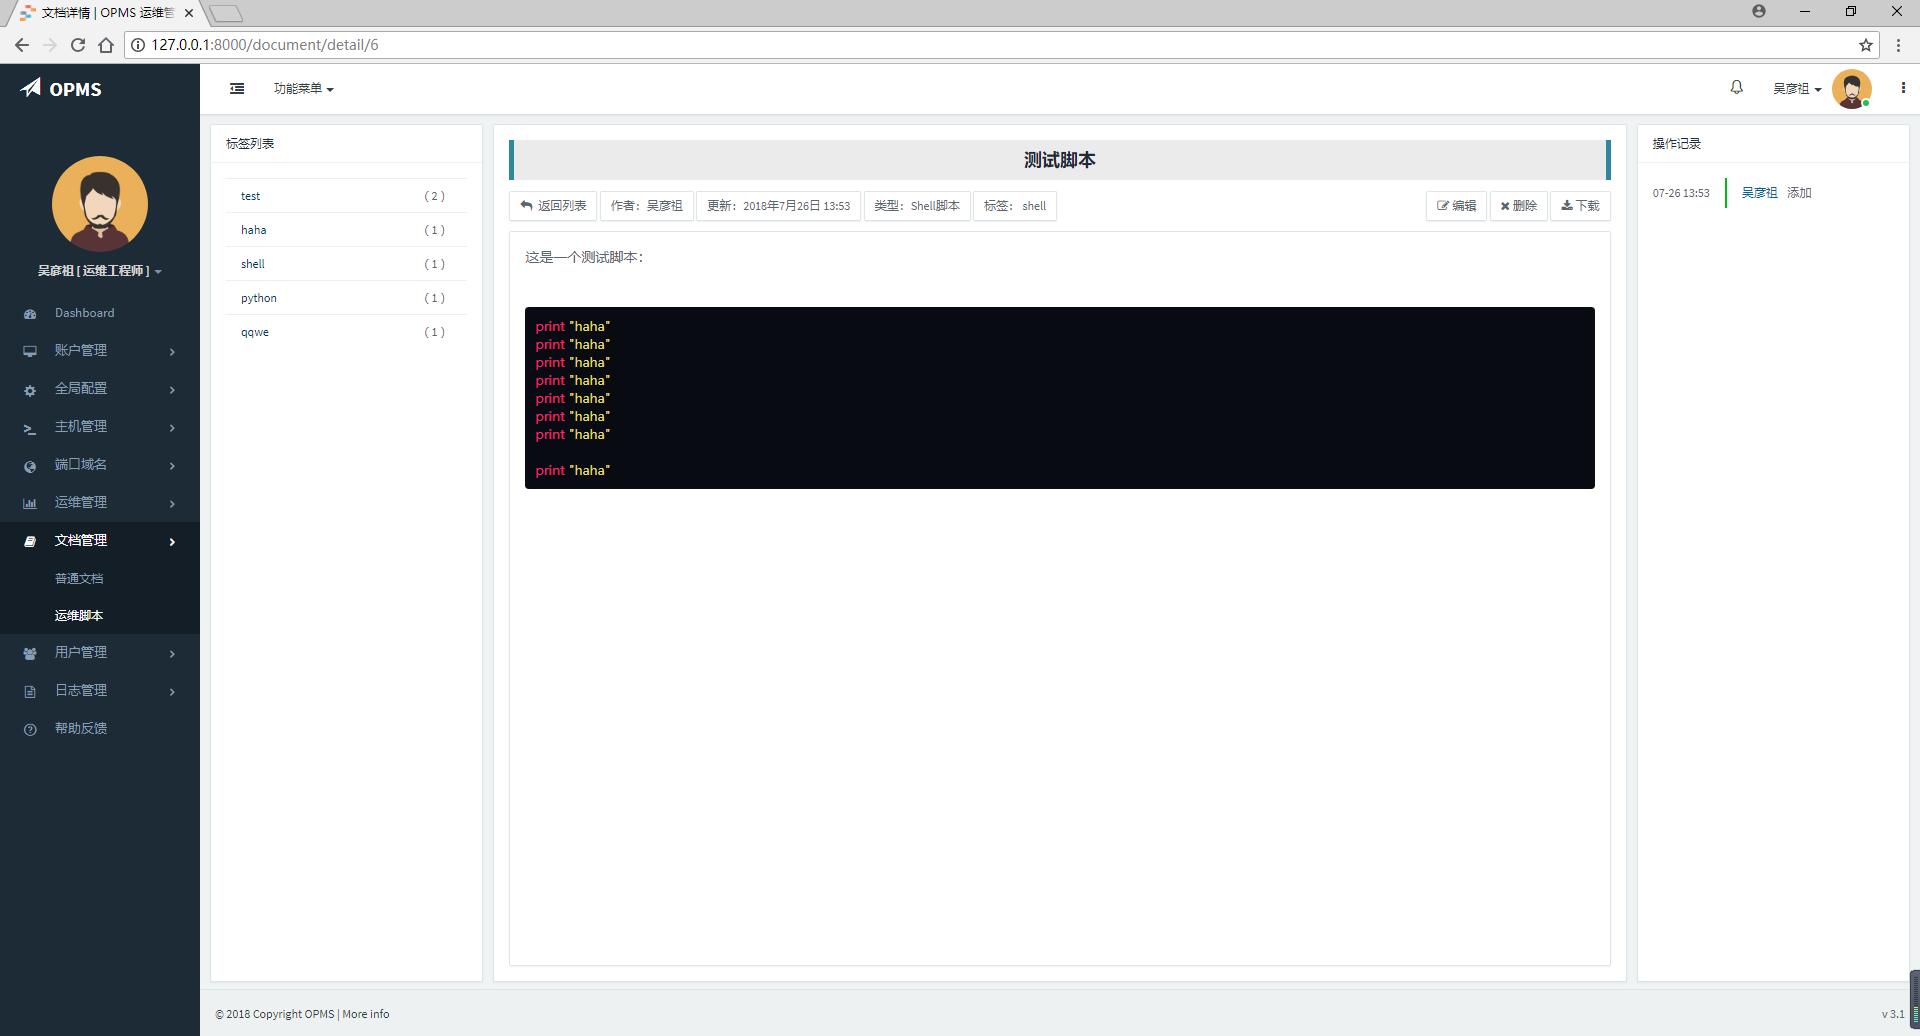 文档详情 | OPMS 运维管
127.0.0.1:8000/document/detail/6
OPMS
功能菜单
吴彦祖
吴彦祖 [ 运维工程师 ]
Dashboard
账户管理
全局配置
主机管理
端口域名
运维管理
文档管理
普通文档
运维脚本
用户管理
日志管理
帮助反馈
标签列表
test ( 2 )
haha ( 1 )
shell ( 1 )
python ( 1 )
qqwe ( 1 )
测试脚本
返回列表 作者：吴彦祖 更新：2018年7月26日 13:53 类型：Shell脚本 标签： shell 编辑 删除 下载
这是一个测试脚本：
print "haha"
print "haha"
print "haha"
print "haha"
print "haha"
print "haha"
print "haha"
print "haha"
操作记录
07-26 13:53 吴彦祖 添加
© 2018 Copyright OPMS | More info
v 3.1